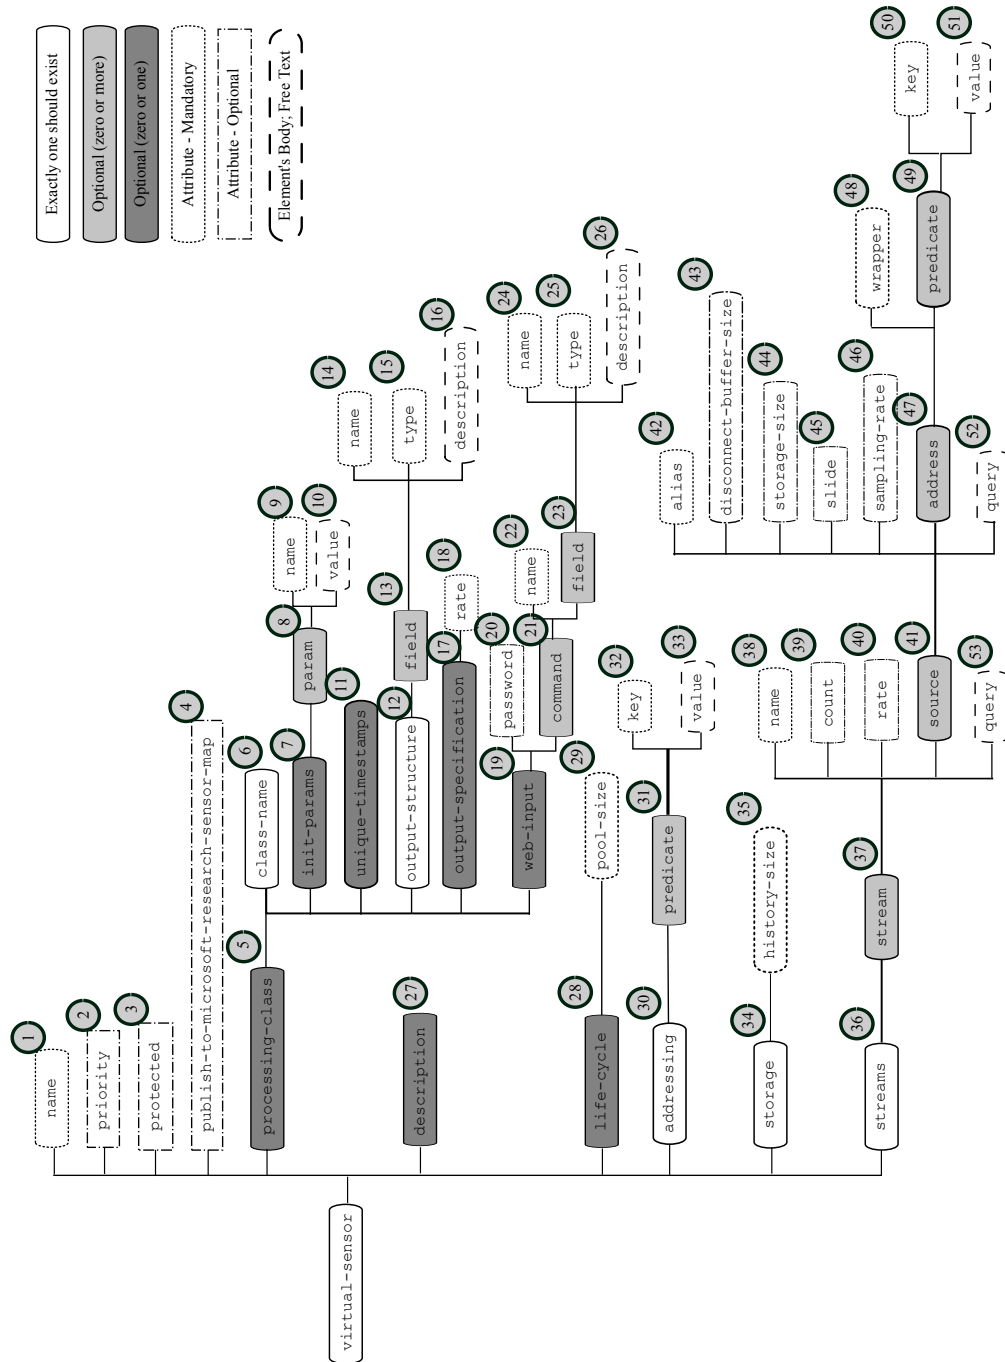 Exactly one should exist
Optional (zero or more)
Optional (zero or one)
Attribute - Mandatory
Attribute - Optional
Element's Body; Free Text
virtual-sensor
name
1
priority
2
protected
3
publish-to-microsoft-research-sensor-map
4
processing-class
5
class-name
6
init-params
7
param
8
name
9
value
10
unique-timestamps
11
output-structure
12
field
13
name
14
type
15
description
16
output-specification
17
rate
18
web-input
19
password
20
command
21
name
22
field
23
name
24
type
25
description
26
description
27
life-cycle
28
pool-size
29
addressing
30
predicate
31
key
32
value
33
storage
34
history-size
35
streams
36
stream
37
name
38
count
39
rate
40
source
41
alias
42
disconnect-buffer-size
43
storage-size
44
slide
45
sampling-rate
46
address
47
wrapper
48
predicate
49
key
50
value
51
query
52
query
53